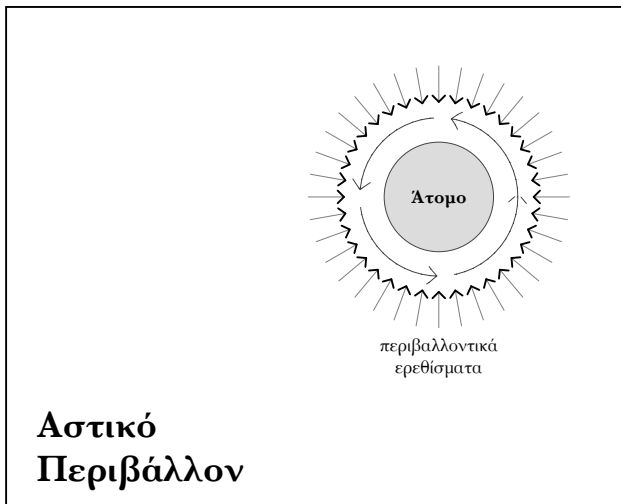 Άτομο
περιβαλλοντικά
ερεθίσματα
Αστικό
Περιβάλλον